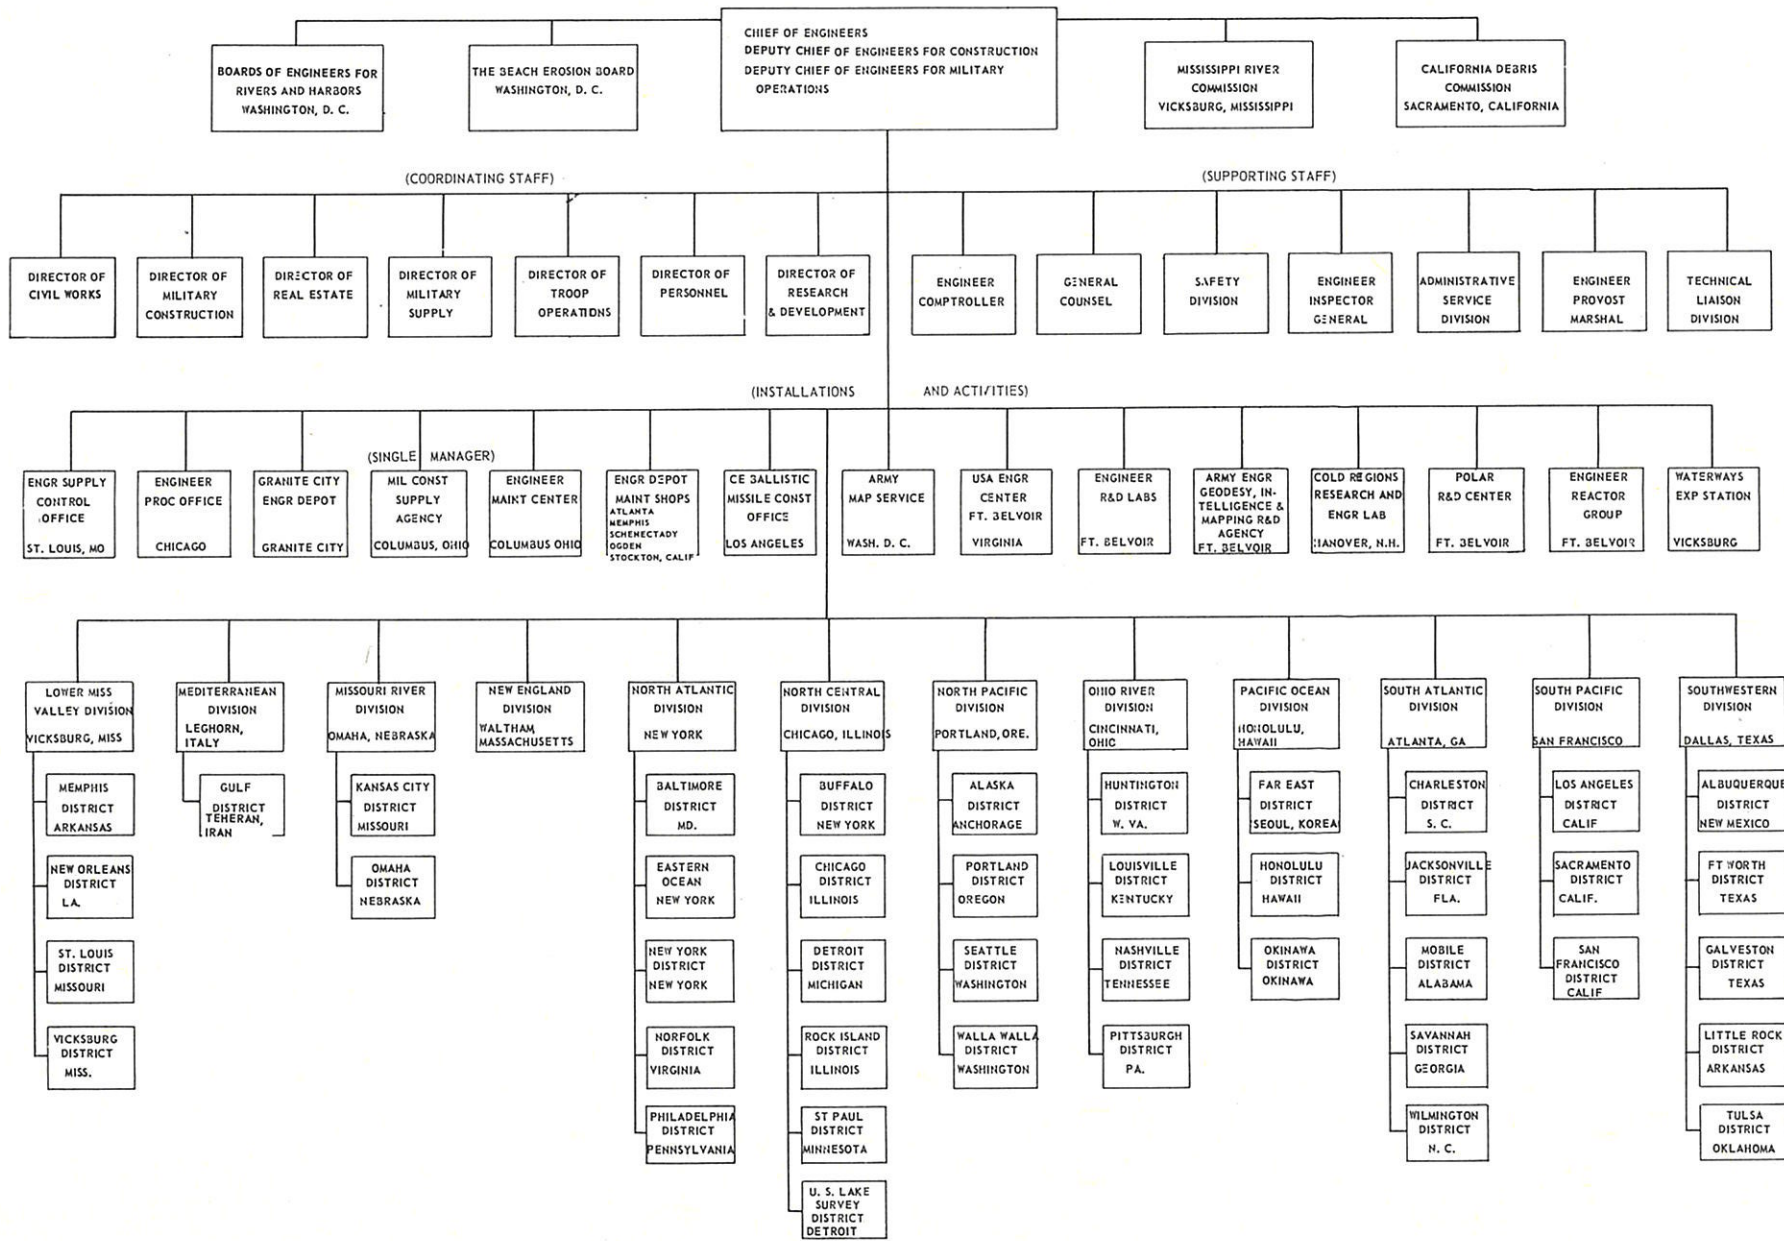 CHIEF OF ENGINEERS
DEPUTY CHIEF OF ENGINEERS FOR CONSTRUCTION
DEPUTY CHIEF OF ENGINEERS FOR MILITARY
OPERATIONS
BOARDS OF ENGINEERS FOR
RIVERS AND HARBORS
WASHINGTON, D. C.
THE BEACH EROSION BOARD
WASHINGTON, D. C.
MISSISSIPPI RIVER
COMMISSION
VICKSBURG, MISSISSIPPI
CALIFORNIA DEBRIS
COMMISSION
SACRAMENTO, CALIFORNIA
(COORDINATING STAFF)
(SUPPORTING STAFF)
DIRECTOR OF
CIVIL WORKS
DIRECTOR OF
MILITARY
CONSTRUCTION
DIRECTOR OF
REAL ESTATE
DIRECTOR OF
MILITARY
SUPPLY
DIRECTOR OF
TROOP
OPERATIONS
DIRECTOR OF
PERSONNEL
DIRECTOR OF
RESEARCH
& DEVELOPMENT
ENGINEER
COMPTROLLER
GENERAL
COUNSEL
SAFETY
DIVISION
ENGINEER
INSPECTOR
GENERAL
ADMINISTRATIVE
SERVICE
DIVISION
ENGINEER
PROVOST
MARSHAL
TECHNICAL
LIAISON
DIVISION
(INSTALLATIONS AND ACTIVITIES)
(SINGLE MANAGER)
ENGR SUPPLY
CONTROL
OFFICE
ST. LOUIS, MO
ENGINEER
PROC OFFICE
CHICAGO
GRANITE CITY
ENGR DEPOT
GRANITE CITY
MIL CONST
SUPPLY
AGENCY
COLUMBUS, OHIO
ENGINEER
MAINT CENTER
COLUMBUS OHIO
ENGR DEPOT
MAINT SHOPS
ATLANTA
MEMPHIS
SCHENECTADY
OGDEN
STOCKTON, CALIF
CE BALLISTIC
MISSILE CONST
OFFICE
LOS ANGELES
ARMY
MAP SERVICE
WASH. D. C.
USA ENGR
CENTER
FT. BELVOIR
VIRGINIA
ENGINEER
R&D LABS
FT. BELVOIR
ARMY ENGR
GEODESY, IN-
TELLIGENCE &
MAPPING R&D
AGENCY
FT. BELVOIR
COLD REGIONS
RESEARCH AND
ENGR LAB
HANOVER, N.H.
POLAR
R&D CENTER
FT. BELVOIR
ENGINEER
REACTOR
GROUP
FT. BELVOIR
WATERWAYS
EXP STATION
VICKSBURG
LOWER MISS
VALLEY DIVISION
VICKSBURG, MISS
MEMPHIS
DISTRICT
ARKANSAS
NEW ORLEANS
DISTRICT
LA.
ST. LOUIS
DISTRICT
MISSOURI
VICKSBURG
DISTRICT
MISS.
MEDITERRANEAN
DIVISION
LEGHORN,
ITALY
GULF
DISTRICT
TEHERAN,
IRAN
MISSOURI RIVER
DIVISION
OMAHA, NEBRASKA
KANSAS CITY
DISTRICT
MISSOURI
OMAHA
DISTRICT
NEBRASKA
NEW ENGLAND
DIVISION
WALTHAM,
MASSACHUSETTS
NORTH ATLANTIC
DIVISION
NEW YORK
BALTIMORE
DISTRICT
MD.
EASTERN
OCEAN
NEW YORK
NEW YORK
DISTRICT
NEW YORK
NORFOLK
DISTRICT
VIRGINIA
PHILADELPHIA
DISTRICT
PENNSYLVANIA
NORTH CENTRAL
DIVISION
CHICAGO, ILLINOIS
BUFFALO
DISTRICT
NEW YORK
CHICAGO
DISTRICT
ILLINOIS
DETROIT
DISTRICT
MICHIGAN
ROCK ISLAND
DISTRICT
ILLINOIS
ST PAUL
DISTRICT
MINNESOTA
U. S. LAKE
SURVEY
DISTRICT
DETROIT
NORTH PACIFIC
DIVISION
PORTLAND, ORE.
ALASKA
DISTRICT
ANCHORAGE
PORTLAND
DISTRICT
OREGON
SEATTLE
DISTRICT
WASHINGTON
WALLA WALLA
DISTRICT
WASHINGTON
OHIO RIVER
DIVISION
CINCINNATI,
OHIO
HUNTINGTON
DISTRICT
W. VA.
LOUISVILLE
DISTRICT
KENTUCKY
NASHVILLE
DISTRICT
TENNESSEE
PITTSBURGH
DISTRICT
PA.
PACIFIC OCEAN
DIVISION
HONOLULU,
HAWAII
FAR EAST
DISTRICT
SEOUL, KOREA
HONOLULU
DISTRICT
HAWAII
OKINAWA
DISTRICT
OKINAWA
SOUTH ATLANTIC
DIVISION
ATLANTA, GA
CHARLESTON
DISTRICT
S. C.
JACKSONVILLE
DISTRICT
FLA.
MOBILE
DISTRICT
ALABAMA
SAVANNAH
DISTRICT
GEORGIA
WILMINGTON
DISTRICT
N. C.
SOUTH PACIFIC
DIVISION
SAN FRANCISCO
LOS ANGELES
DISTRICT
CALIF
SACRAMENTO
DISTRICT
CALIF.
SAN
FRANCISCO
DISTRICT
CALIF
SOUTHWESTERN
DIVISION
DALLAS, TEXAS
ALBUQUERQUE
DISTRICT
NEW MEXICO
FT WORTH
DISTRICT
TEXAS
GALVESTON
DISTRICT
TEXAS
LITTLE ROCK
DISTRICT
ARKANSAS
TULSA
DISTRICT
OKLAHOMA